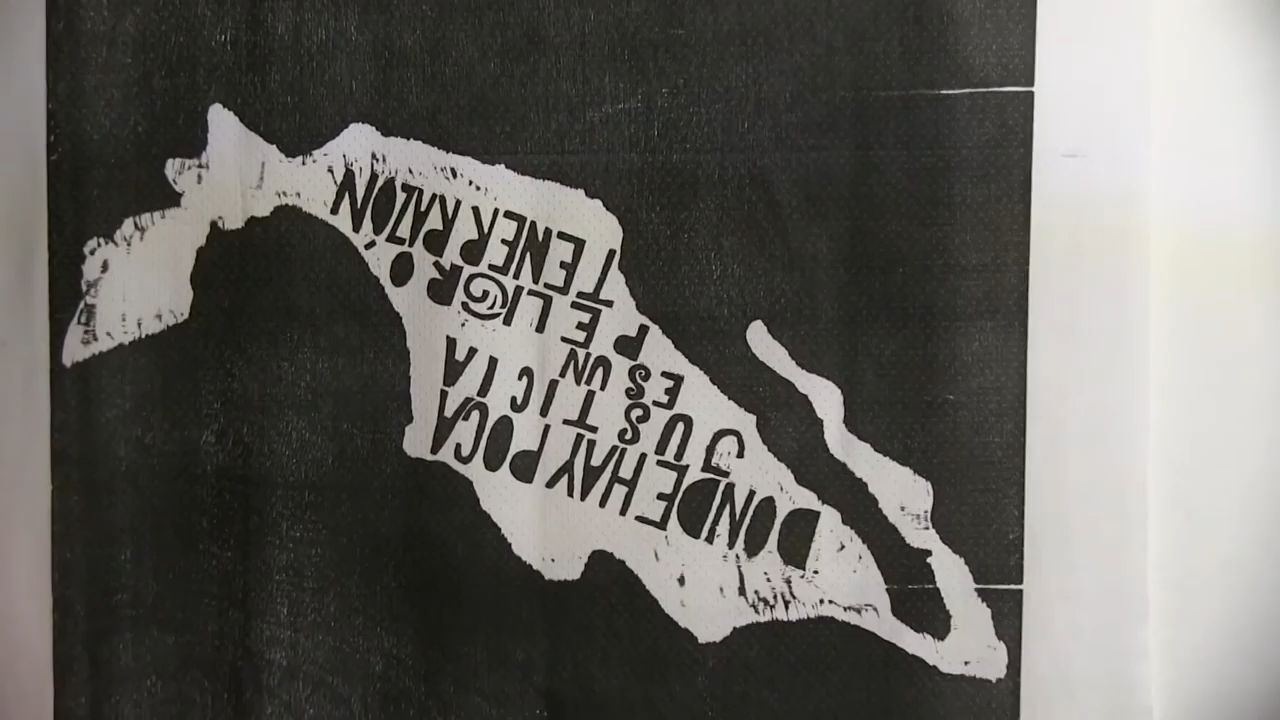 DONDE HAY POCA
JUSTICIA
ES UN
PELIGRO
TENER RAZÓN